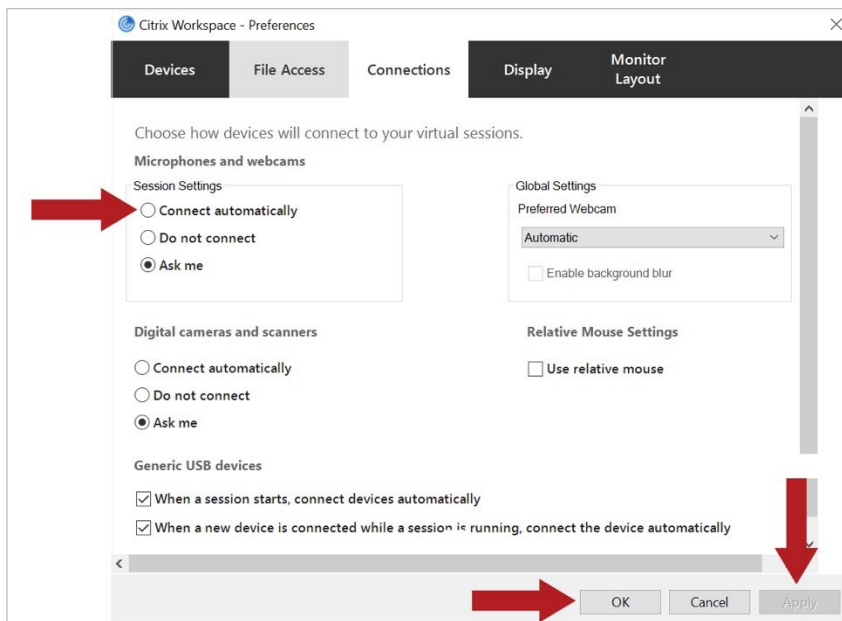 Citrix Workspace - Preferences
Devices
File Access
Connections
Display
Monitor
Layout
Choose how devices will connect to your virtual sessions.
Microphones and webcams
Session Settings
Connect automatically
Do not connect
Ask me
Global Settings
Preferred Webcam
Automatic
Enable background blur
Digital cameras and scanners
Connect automatically
Do not connect
Ask me
Relative Mouse Settings
Use relative mouse
Generic USB devices
When a session starts, connect devices automatically
When a new device is connected while a session is running, connect the device automatically
OK
Cancel
Apply